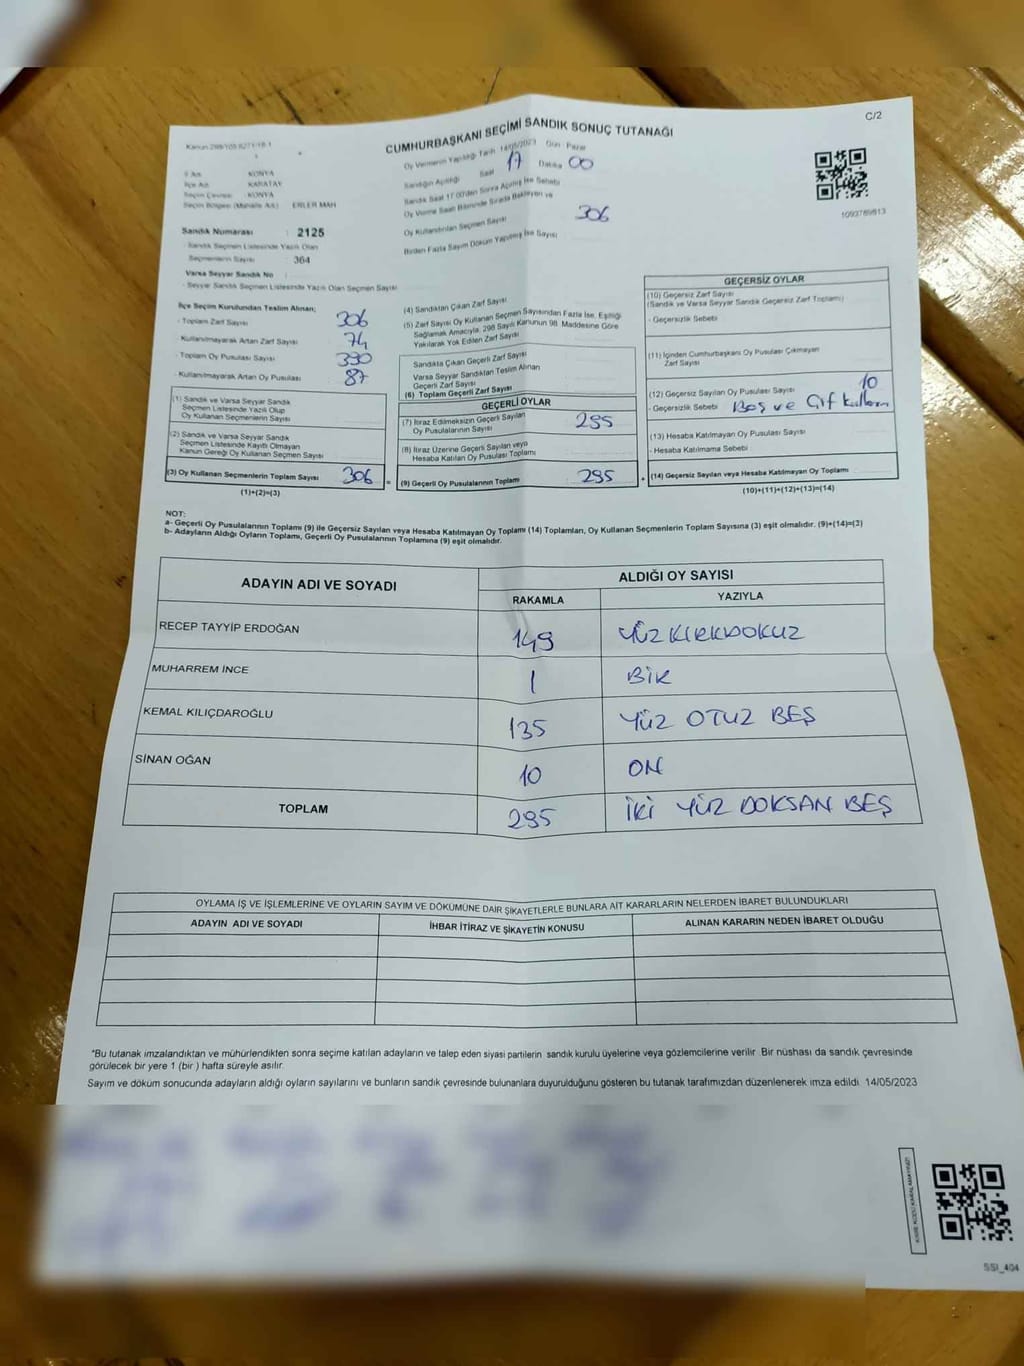 C/2
CUMHURBAŞKANI SEÇİMİ SANDIK SONUÇ TUTANAĞI
Oy Vermenin Yapıldığı Tarih 14/05/2023 Gün Pazar
Sandığın Açıldığı Saat 17 Dakika 00
Sandık Saat 17.00'den Sonra Açılmış İse Sebebi
Oy Verme Saati Bitiminde Sırada Bekleyen ve
Oy Kullandırılan Seçmen Sayısı 306
Birden Fazla Sayım Döküm Yapılmış İse Sayısı
İl Adı KONYA
İlçe Adı KARATAY
Seçim Çevresi KONYA
Seçim Bölgesi (Mahalle Adı) ERLER MAH
Sandık Numarası : 2125
- Sandık Seçmen Listesinde Yazılı Olan
Seçmenlerin Sayısı : 364
Varsa Seyyar Sandık No :
- Seyyar Sandık Seçmen Listesinde Yazılı Olan Seçmen Sayısı
1093769813
İlçe Seçim Kurulundan Teslim Alınan;
- Toplam Zarf Sayısı 306
- Kullanılmayarak Artan Zarf Sayısı 74
- Toplam Oy Pusulası Sayısı 390
- Kullanılmayarak Artan Oy Pusulası 87
(1) Sandık ve Varsa Seyyar Sandık
Seçmen Listesinde Yazılı Olup
Oy Kullanan Seçmenlerin Sayısı
(2) Sandık ve Varsa Seyyar Sandık
Seçmen Listesinde Kayıtlı Olmayan
Kanun Gereği Oy Kullanan Seçmen Sayısı
(3) Oy Kullanan Seçmenlerin Toplam Sayısı 306
(1)+(2)=(3)
(4) Sandıktan Çıkan Zarf Sayısı
(5) Zarf Sayısı Oy Kullanan Seçmen Sayısından Fazla İse, Eşitliği
Sağlamak Amacıyla, 298 Sayılı Kanunun 98. Maddesine Göre
Yakılarak Yok Edilen Zarf Sayısı
Sandıkta Çıkan Geçerli Zarf Sayısı
Varsa Seyyar Sandıktan Teslim Alınan
Geçerli Zarf Sayısı
(6) Toplam Geçerli Zarf Sayısı
GEÇERLİ OYLAR
(7) İtiraz Edilmeksizin Geçerli Sayılan
Oy Pusulalarının Sayısı 295
(8) İtiraz Üzerine Geçerli Sayılan veya
Hesaba Katılan Oy Pusulası Toplamı
= (9) Geçerli Oy Pusulalarının Toplamı 295
GEÇERSİZ OYLAR
(10) Geçersiz Zarf Sayısı
(Sandık ve Varsa Seyyar Sandık Geçersiz Zarf Toplamı)
- Geçersizlik Sebebi
(11) İçinden Cumhurbaşkanı Oy Pusulası Çıkmayan
Zarf Sayısı
(12) Geçersiz Sayılan Oy Pusulası Sayısı 10
- Geçersizlik Sebebi Boş ve Çift Kullanım
(13) Hesaba Katılmayan Oy Pusulası Sayısı
- Hesaba Katılmama Sebebi
+ (14) Geçersiz Sayılan veya Hesaba Katılmayan Oy Toplamı
(10)+(11)+(12)+(13)=(14)
NOT:
a- Geçerli Oy Pusulalarının Toplamı (9) ile Geçersiz Sayılan veya Hesaba Katılmayan Oy Toplamı (14) Toplamları, Oy Kullanan Seçmenlerin Toplam Sayısına (3) eşit olmalıdır. (9)+(14)=(3)
b- Adayların Aldığı Oyların Toplamı, Geçerli Oy Pusulalarının Toplamına (9) eşit olmalıdır.
ADAYIN ADI VE SOYADI ALDIĞI OY SAYISI
RAKAMLA YAZIYLA
RECEP TAYYİP ERDOĞAN 149 YÜZ KIRKDOKUZ
MUHARREM İNCE 1 BİR
KEMAL KILIÇDAROĞLU 135 YÜZ OTUZ BEŞ
SİNAN OĞAN 10 ON
TOPLAM 295 İKİ YÜZ DOKSAN BEŞ
OYLAMA İŞ VE İŞLEMLERİNE VE OYLARIN SAYIM VE DÖKÜMÜNE DAİR ŞİKAYETLERLE BUNLARA AİT KARARLARIN NELERDEN İBARET BULUNDUKLARI
ADAYIN ADI VE SOYADI İHBAR İTİRAZ VE ŞİKAYETİN KONUSU ALINAN KARARIN NEDEN İBARET OLDUĞU
*Bu tutanak imzalandıktan ve mühürlendikten sonra seçime katılan adayların ve talep eden siyasi partilerin sandık kurulu üyelerine veya gözlemcilerine verilir. Bir nüshası da sandık çevresinde
görülecek bir yere 1 (bir ) hafta süreyle asılır.
Sayım ve döküm sonucunda adayların aldığı oyların sayılarını ve bunların sandık çevresinde bulunanlara duyurulduğunu gösteren bu tutanak tarafımızdan düzenlenerek imza edildi. 14/05/2023
SSI_404